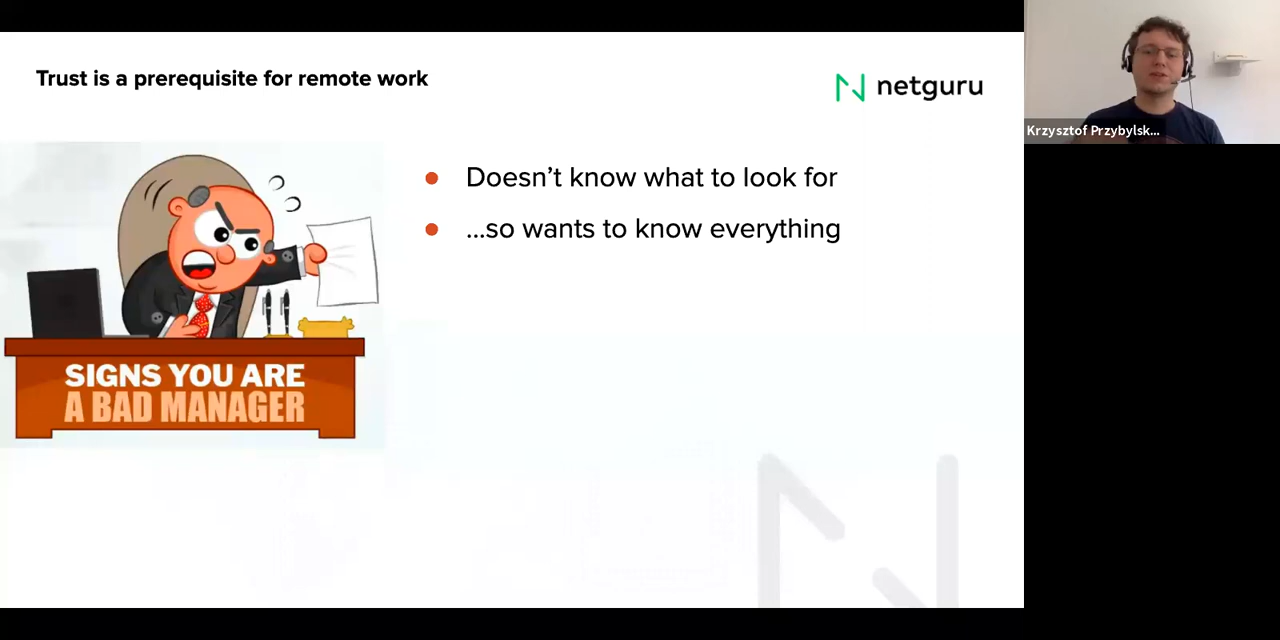 Trust is a prerequisite for remote work
netguru
Krzysztof Przybylsk...
Doesn’t know what to look for
...so wants to know everything
SIGNS YOU ARE
A BAD MANAGER